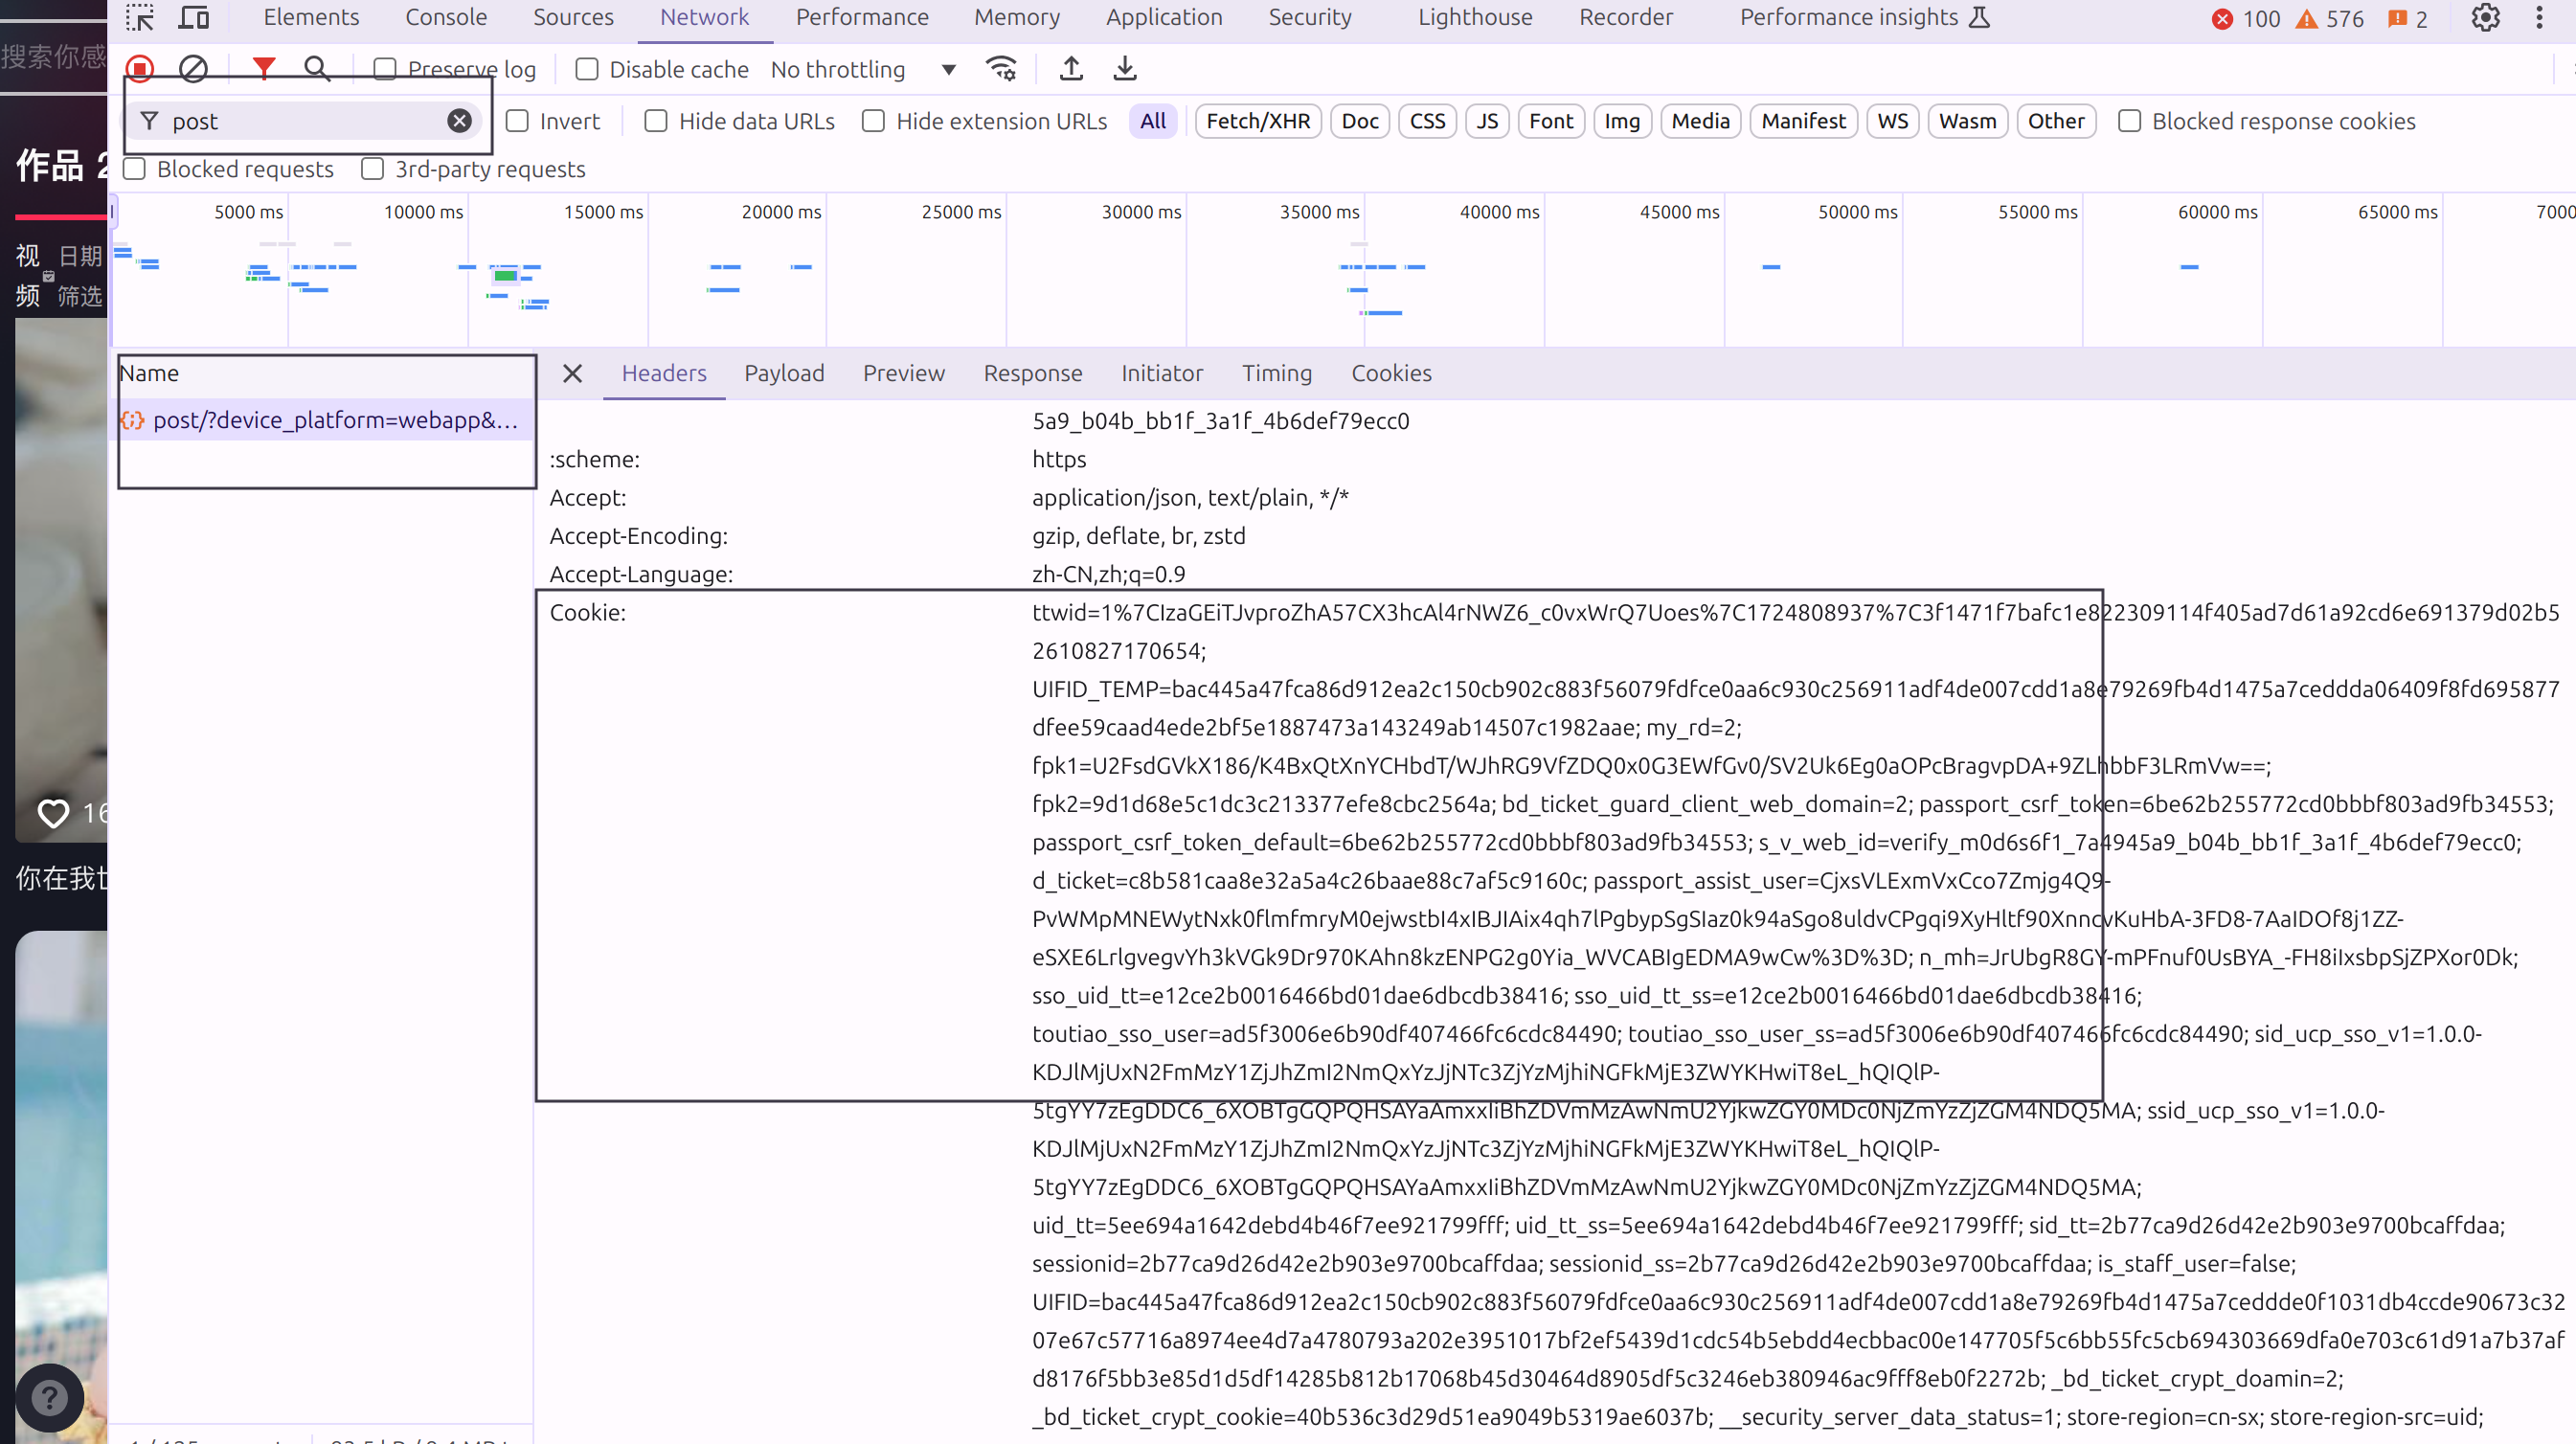 Elements Console Sources Network Performance Memory Application Security Lighthouse Recorder Performance insights 100 576 2
搜索你感
Preserve log Disable cache No throttling
post Invert Hide data URLs Hide extension URLs All Fetch/XHR Doc CSS JS Font Img Media Manifest WS Wasm Other Blocked response cookies
作品 2
Blocked requests 3rd-party requests
5000 ms 10000 ms 15000 ms 20000 ms 25000 ms 30000 ms 35000 ms 40000 ms 45000 ms 50000 ms 55000 ms 60000 ms 65000 ms 7000
视 日期
频 筛选
Name Headers Payload Preview Response Initiator Timing Cookies
post/?device_platform=webapp&... 5a9_b04b_bb1f_3a1f_4b6def79ecc0
:scheme: https
Accept: application/json, text/plain, */*
Accept-Encoding: gzip, deflate, br, zstd
Accept-Language: zh-CN,zh;q=0.9
Cookie: ttwid=1%7CIzaGEiTJvproZhA57CX3hcAl4rNWZ6_c0vxWrQ7Uoes%7C1724808937%7C3f1471f7bafc1e822309114f405ad7d61a92cd6e691379d02b5
2610827170654;
UIFID_TEMP=bac445a47fca86d912ea2c150cb902c883f56079fdfce0aa6c930c256911adf4de007cdd1a8e79269fb4d1475a7ceddda06409f8fd695877
dfee59caad4ede2bf5e1887473a143249ab14507c1982aae; my_rd=2;
fpk1=U2FsdGVkX186/K4BxQtXnYCHbdT/WJhRG9VfZDQ0x0G3EWfGv0/SV2Uk6Eg0aOPcBragvpDA+9ZLhbbF3LRmVw==;
fpk2=9d1d68e5c1dc3c213377efe8cbc2564a; bd_ticket_guard_client_web_domain=2; passport_csrf_token=6be62b255772cd0bbbf803ad9fb34553;
16
passport_csrf_token_default=6be62b255772cd0bbbf803ad9fb34553; s_v_web_id=verify_m0d6s6f1_7a4945a9_b04b_bb1f_3a1f_4b6def79ecc0;
你在我世
d_ticket=c8b581caa8e32a5a4c26baae88c7af5c9160c; passport_assist_user=CjxsVLExmVxCco7Zmjg4Q9-
PvWMpMNEWytNxk0flmfmryM0ejwstbI4xIBJIAix4qh7lPgbypSgSIaz0k94aSgo8uldvCPgqi9XyHltf90XnncvKuHbA-3FD8-7AaIDOf8j1ZZ-
eSXE6LrlgvegvYh3kVGk9Dr970KAhn8kzENPG2g0Yia_WVCABIgEDMA9wCw%3D%3D; n_mh=JrUbgR8GY-mPFnuf0UsBYA_-FH8iIxsbpSjZPXor0Dk;
sso_uid_tt=e12ce2b0016466bd01dae6dbcdb38416; sso_uid_tt_ss=e12ce2b0016466bd01dae6dbcdb38416;
toutiao_sso_user=ad5f3006e6b90df407466fc6cdc84490; toutiao_sso_user_ss=ad5f3006e6b90df407466fc6cdc84490; sid_ucp_sso_v1=1.0.0-
KDJlMjUxN2FmMzY1ZjJhZmI2NmQxYzJjNTc3ZjYzMjhiNGFkMjE3ZWYKHwiT8eL_hQIQlP-
5tgYY7zEgDDC6_6XOBTgGQPQHSAYaAmxxIiBhZDVmMzAwNmU2YjkwZGY0MDc0NjZmYzZjZGM4NDQ5MA; ssid_ucp_sso_v1=1.0.0-
KDJlMjUxN2FmMzY1ZjJhZmI2NmQxYzJjNTc3ZjYzMjhiNGFkMjE3ZWYKHwiT8eL_hQIQlP-
5tgYY7zEgDDC6_6XOBTgGQPQHSAYaAmxxIiBhZDVmMzAwNmU2YjkwZGY0MDc0NjZmYzZjZGM4NDQ5MA;
uid_tt=5ee694a1642debd4b46f7ee921799fff; uid_tt_ss=5ee694a1642debd4b46f7ee921799fff; sid_tt=2b77ca9d26d42e2b903e9700bcaffdaa;
sessionid=2b77ca9d26d42e2b903e9700bcaffdaa; sessionid_ss=2b77ca9d26d42e2b903e9700bcaffdaa; is_staff_user=false;
UIFID=bac445a47fca86d912ea2c150cb902c883f56079fdfce0aa6c930c256911adf4de007cdd1a8e79269fb4d1475a7ceddde0f1031db4ccde90673c32
07e67c57716a8974ee4d7a4780793a202e3951017bf2ef5439d1cdc54b5ebdd4ecbbac00e147705f5c6bb55fc5cb694303669dfa0e703c61d91a7b37af
d8176f5bb3e85d1d5df14285b812b17068b45d30464d8905df5c3246eb380946ac9fff8eb0f2272b; _bd_ticket_crypt_doamin=2;
_bd_ticket_crypt_cookie=40b536c3d29d51ea9049b5319ae6037b; __security_server_data_status=1; store-region=cn-sx; store-region-src=uid;